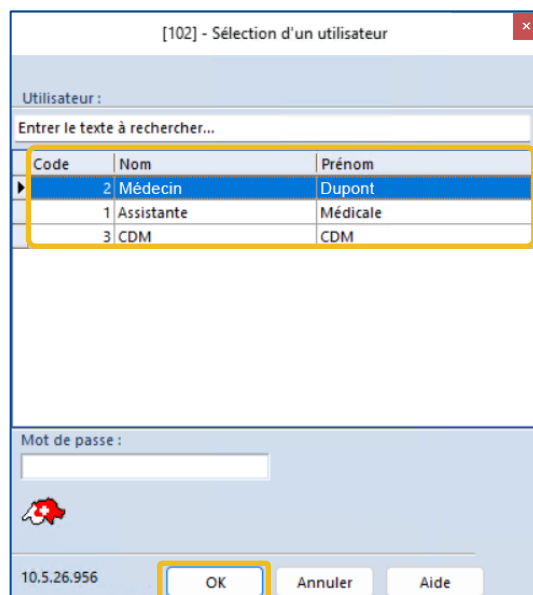 [102] - Sélection d'un utilisateur
×
Utilisateur :
Entrer le texte à rechercher...
Code Nom Prénom
2 Médecin Dupont
1 Assistante Médicale
3 CDM CDM
Mot de passe :
10.5.26.956 OK Annuler Aide